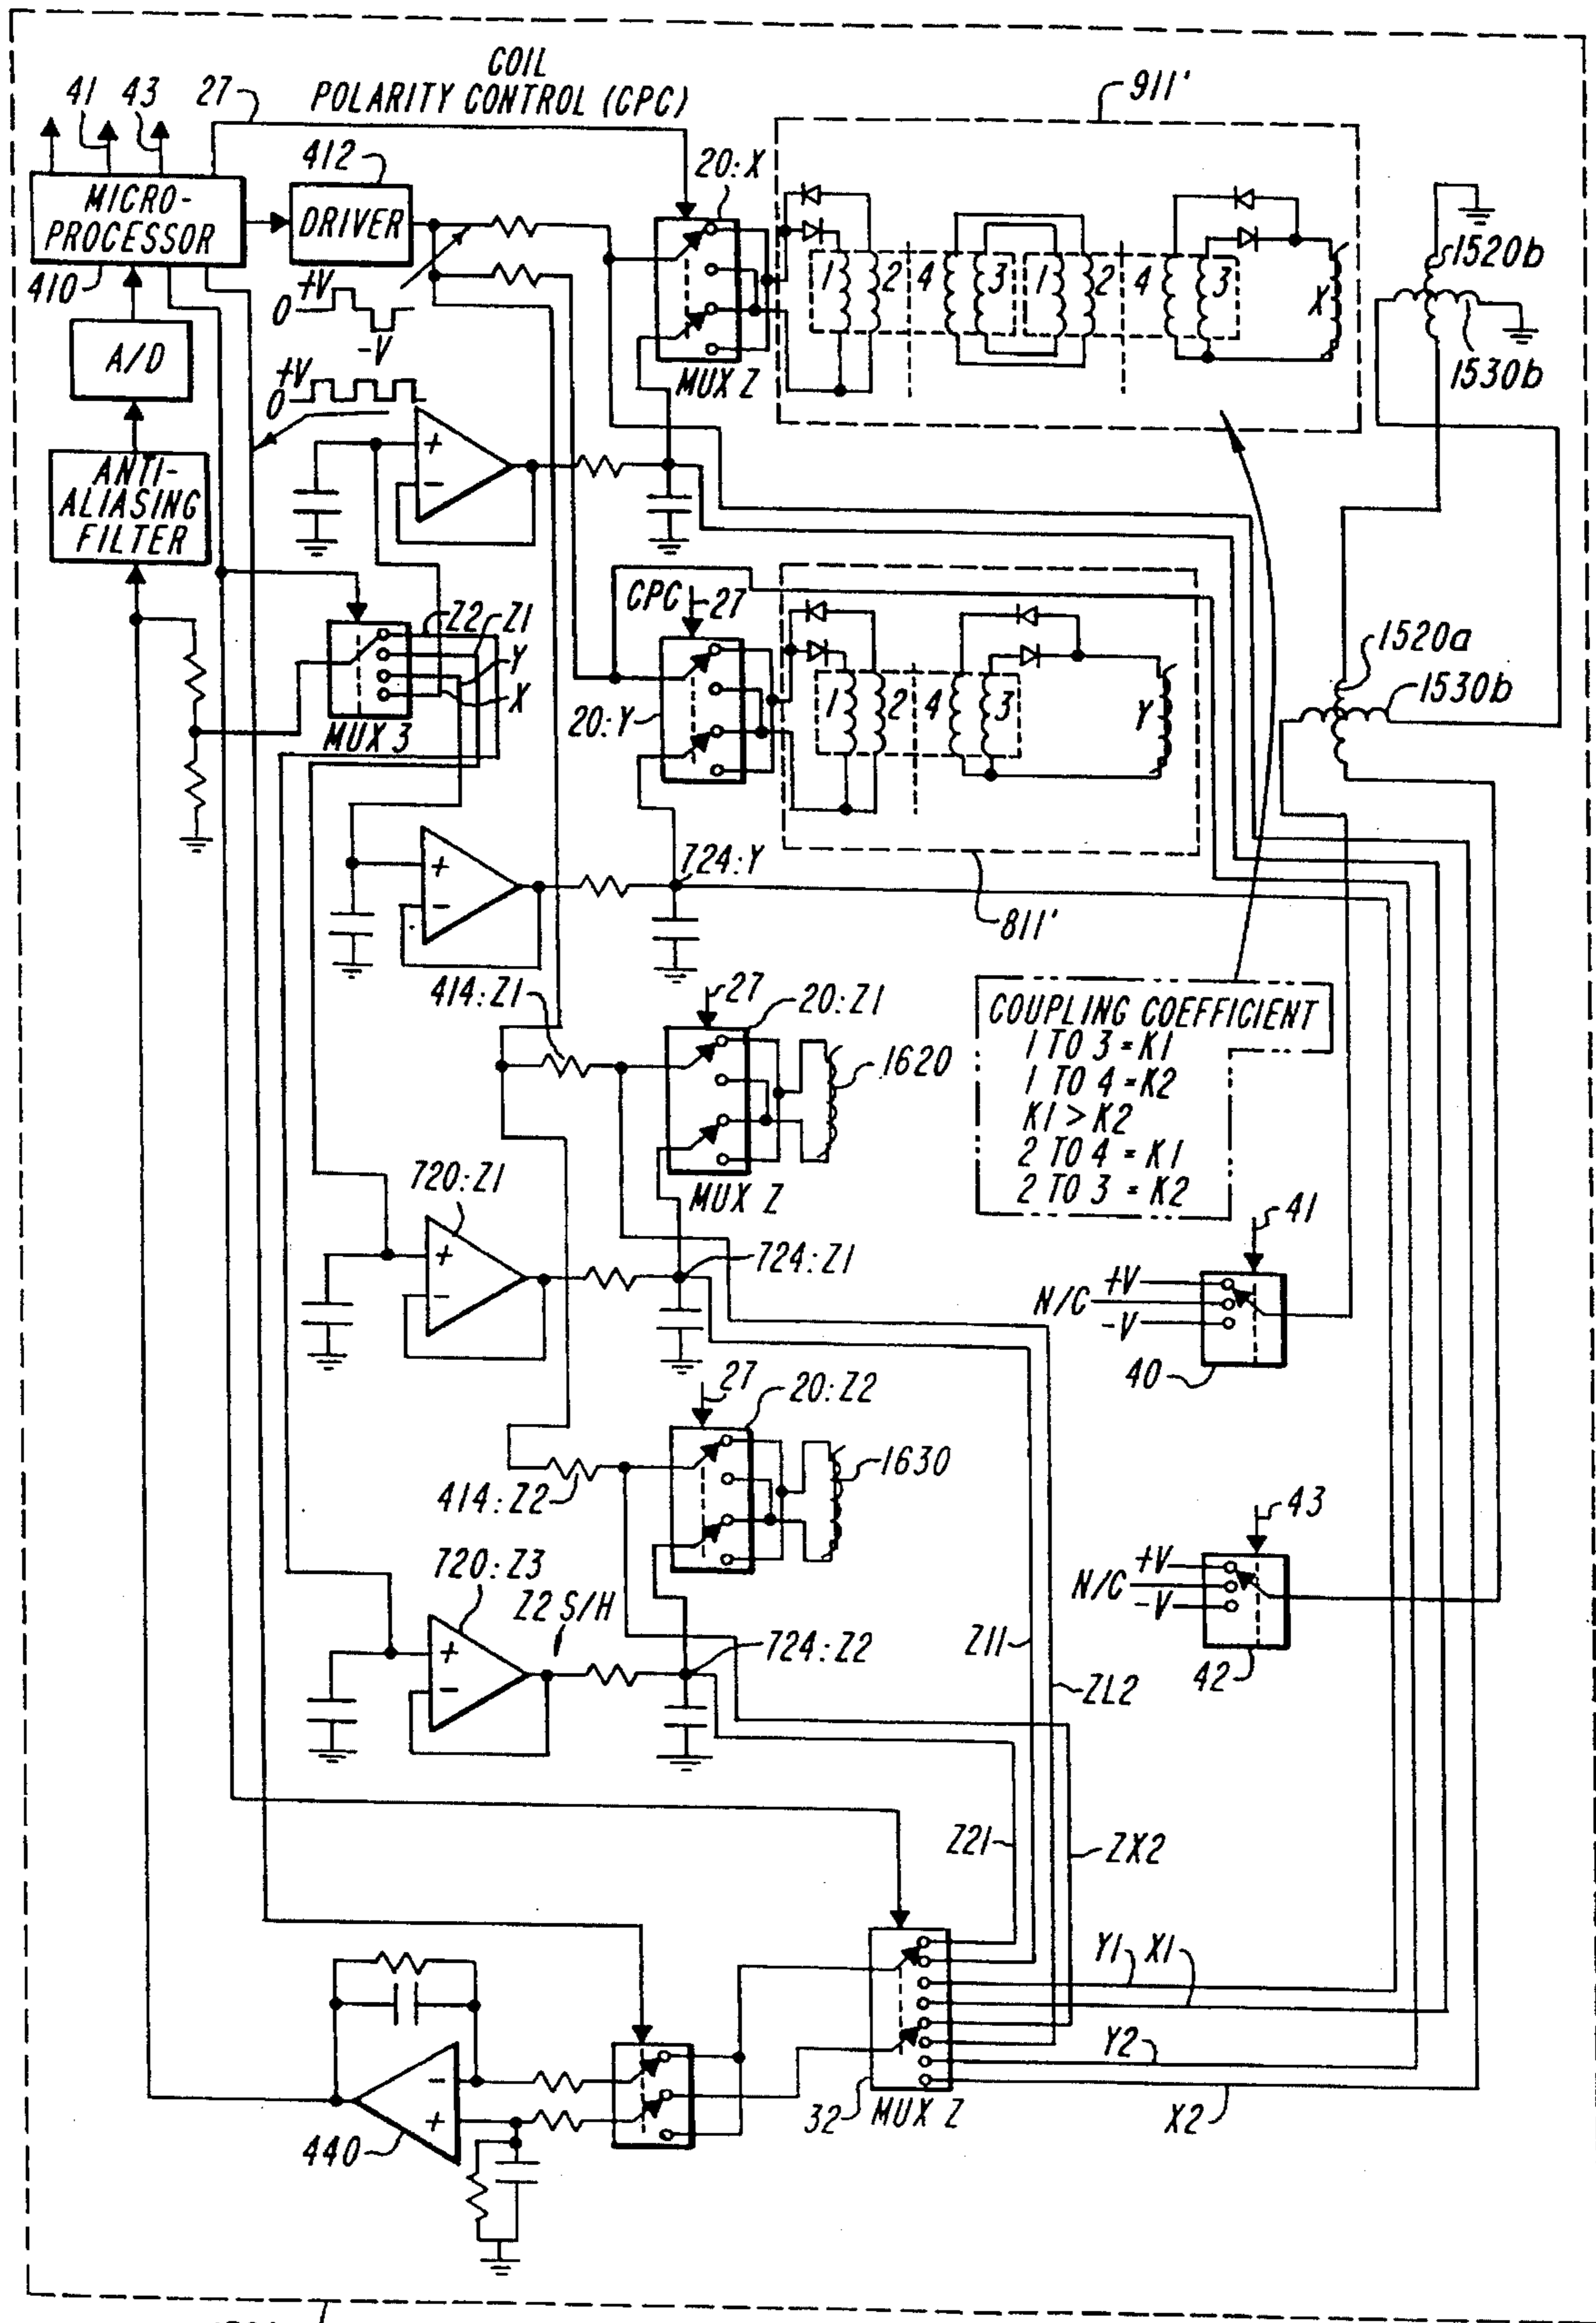 COIL
POLARITY CONTROL (CPC)
41
43
27
911'
412
20:X
MICRO-
PROCESSOR
DRIVER
410
+V
0
-V
+V
0
A/D
ANTI-
ALIASING
FILTER
MUX Z
1
2
4
3
1
2
4
3
X
1520b
1530b
CPC
27
Z2
Z1
Y
X
MUX 3
20:Y
1
2
4
3
Y
1520a
1530b
724:Y
811'
414:Z1
27
20:Z1
1620
MUX Z
COUPLING COEFFICIENT
1 TO 3 = K1
1 TO 4 = K2
K1 > K2
2 TO 4 = K1
2 TO 3 = K2
720:Z1
724:Z1
41
+V
N/C
-V
40
27
20:Z2
1630
414:Z2
43
+V
N/C
-V
42
720:Z3
Z2 S/H
724:Z2
Z11
ZL2
Z21
ZX2
Y1
X1
Y2
X2
32
MUX Z
440
-
+
+
-
+
-
+
-
+
-